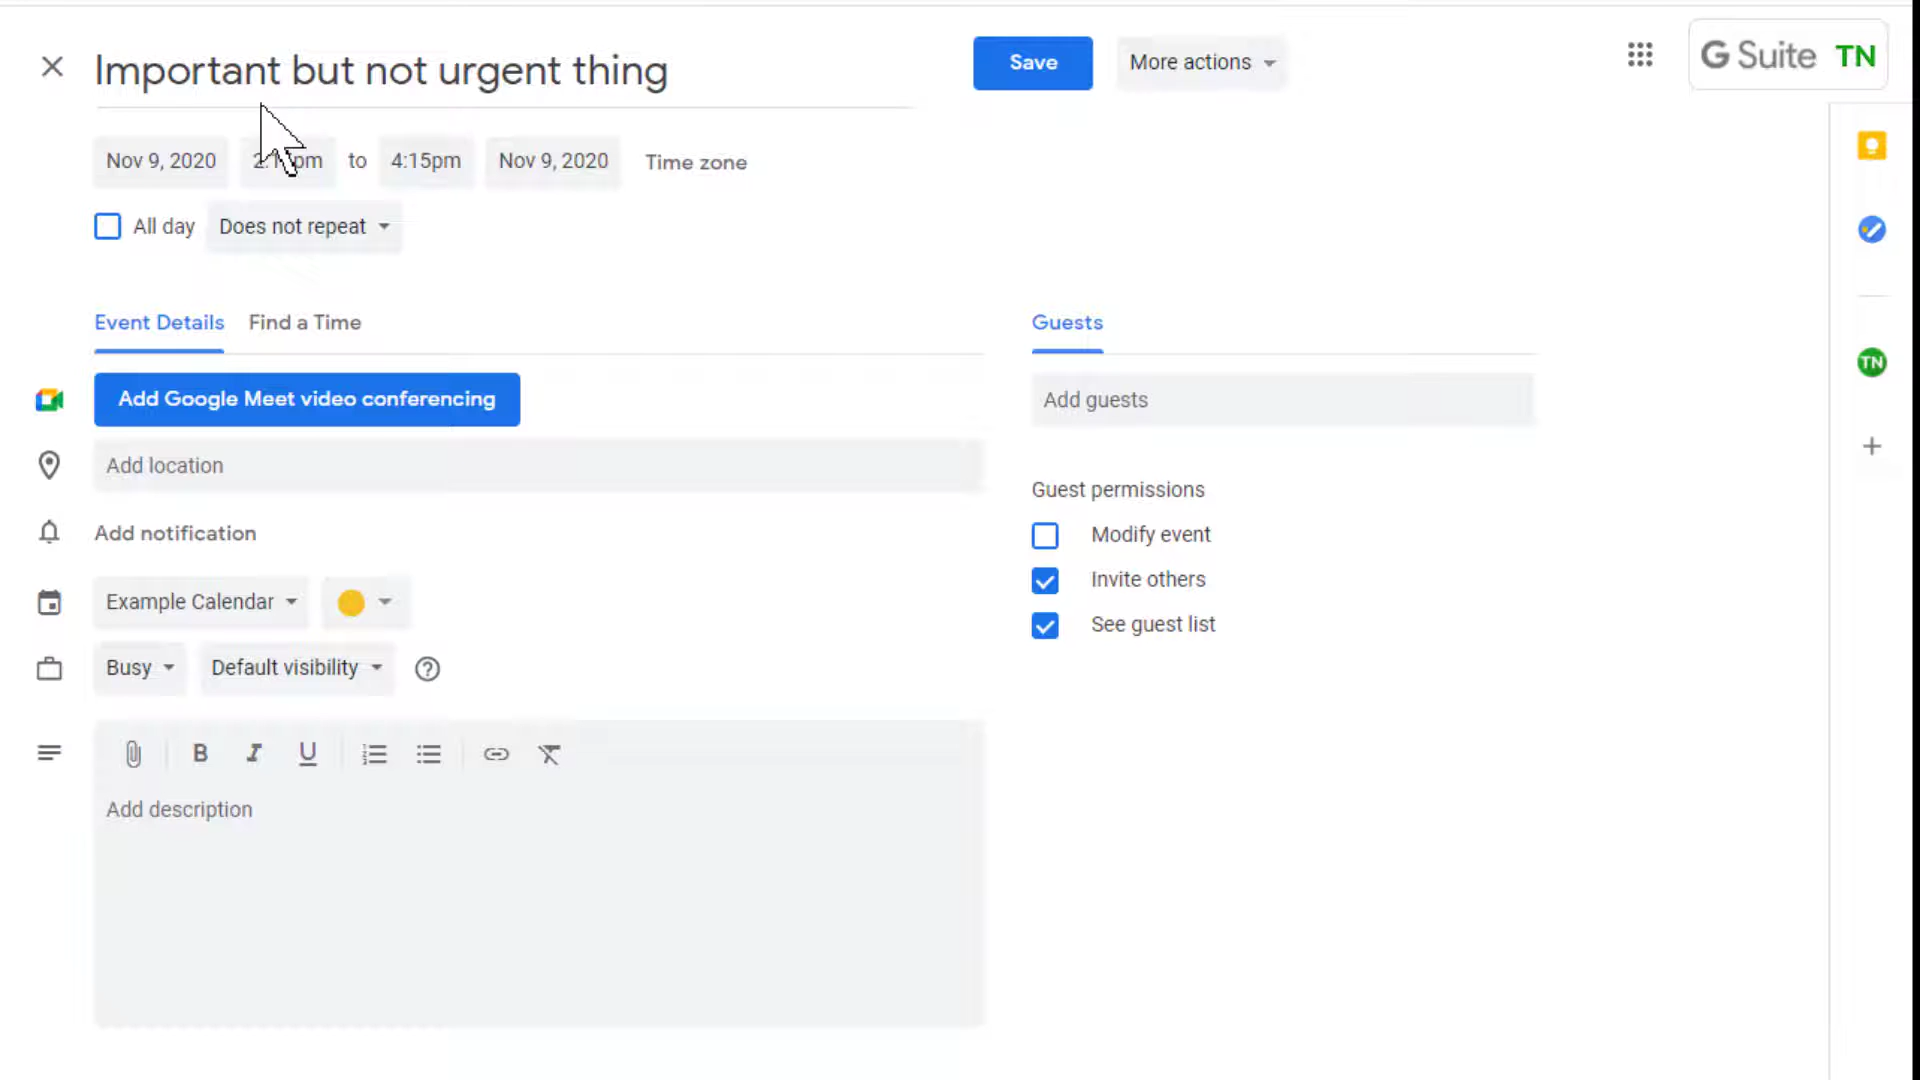 Important but not urgent thing
Save
More actions
G Suite TN
Nov 9, 2020
to
4:15pm
Nov 9, 2020
Time zone
All day
Does not repeat
Event Details
Find a Time
Guests
Add Google Meet video conferencing
Add guests
TN
Add location
Guest permissions
Add notification
Modify event
Invite others
Example Calendar
See guest list
Busy
Default visibility
B I U
Add description